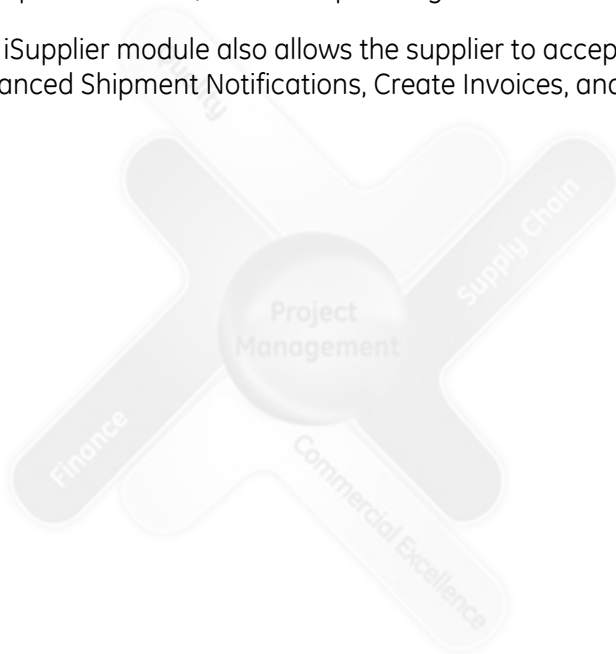 iSupplier module also allows the supplier to accep
anced Shipment Notifications, Create Invoices, and
Quality
Supply Chain
Project
Management
Finance
Commercial Excellence